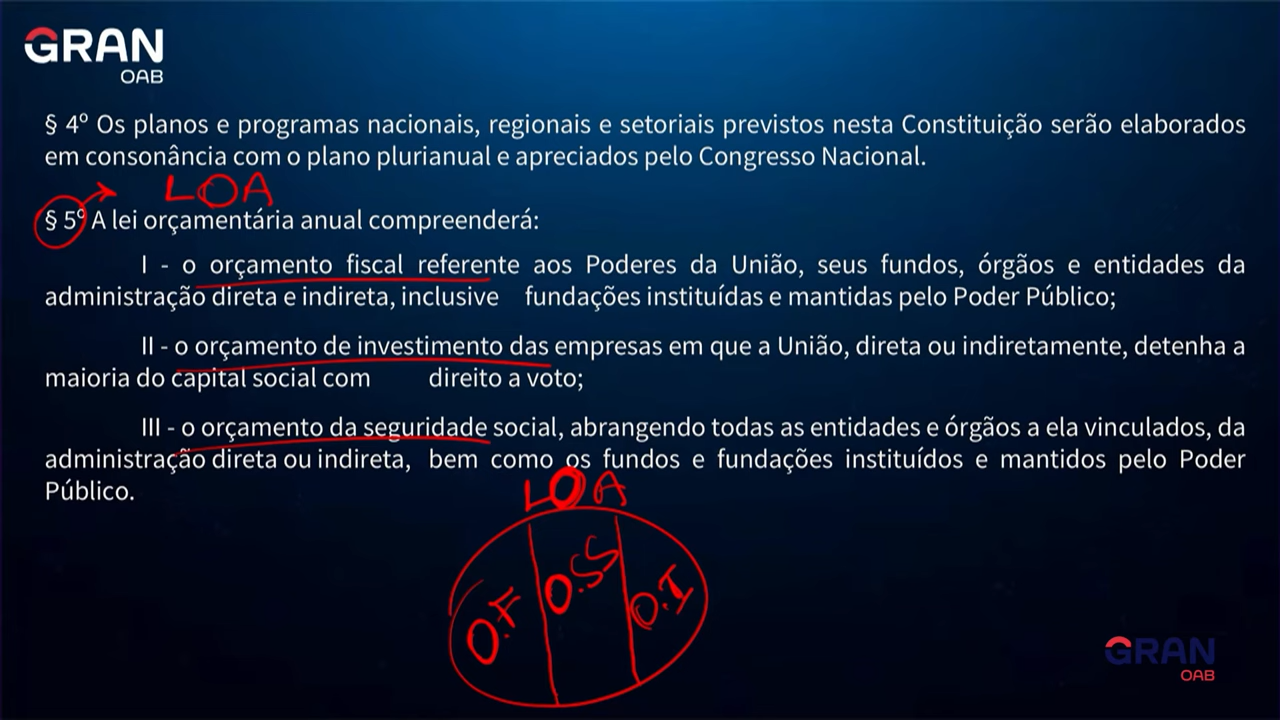 GRAN
OAB
§ 4º Os planos e programas nacionais, regionais e setoriais previstos nesta Constituição serão elaborados
em consonância com o plano plurianual e apreciados pelo Congresso Nacional.
LOA
§ 5º A lei orçamentária anual compreenderá:
I - o orçamento fiscal referente aos Poderes da União, seus fundos, órgãos e entidades da
administração direta e indireta, inclusive fundações instituídas e mantidas pelo Poder Público;
II - o orçamento de investimento das empresas em que a União, direta ou indiretamente, detenha a
maioria do capital social com direito a voto;
III - o orçamento da seguridade social, abrangendo todas as entidades e órgãos a ela vinculados, da
administração direta ou indireta, bem como os fundos e fundações instituídos e mantidos pelo Poder
Público.
LOA
O.F O.SS O.I
GRAN
OAB